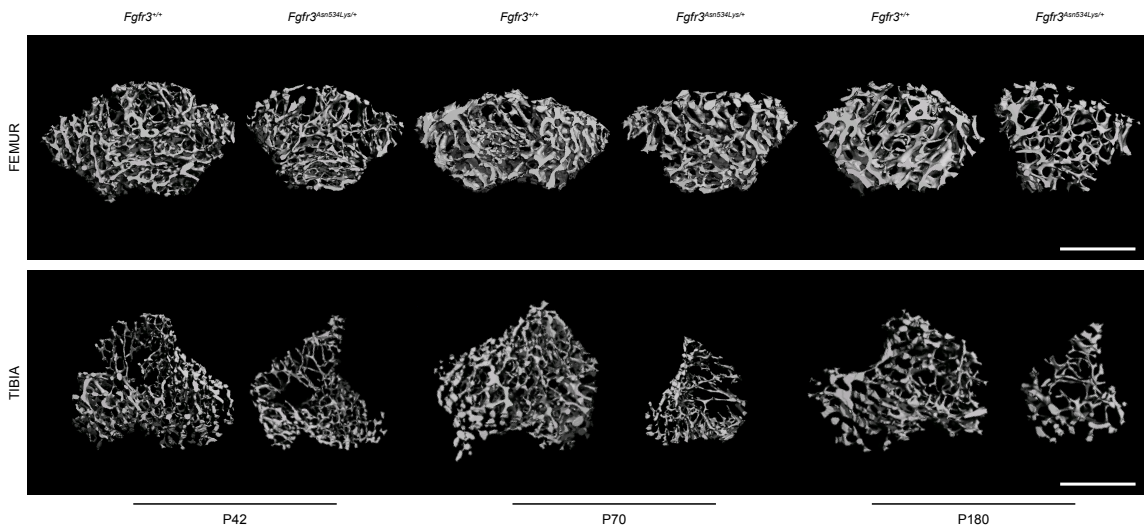 Fgfr3+/+ Fgfr3Asn534Lys/+ Fgfr3+/+ Fgfr3Asn534Lys/+ Fgfr3+/+ Fgfr3Asn534Lys/+
FEMUR
TIBIA
P42 P70 P180